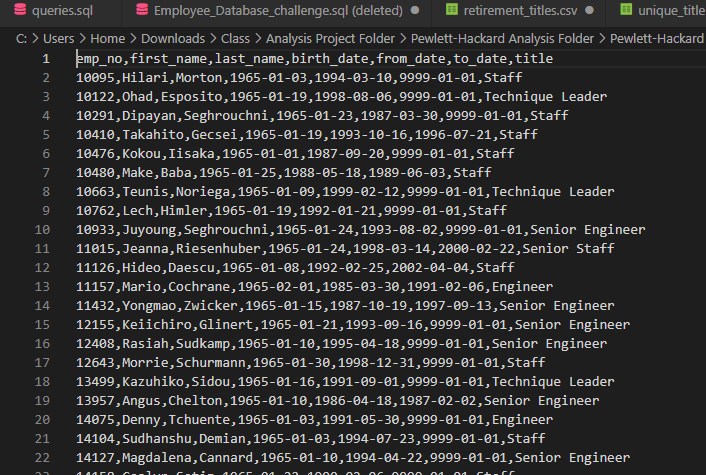 queries.sql Employee_Database_challenge.sql (deleted) retirement_titles.csv unique_title
C: > Users > Home > Downloads > Class > Analysis Project Folder > Pewlett-Hackard Analysis Folder > Pewlett-Hackard
1 emp_no,first_name,last_name,birth_date,from_date,to_date,title
2 10095,Hilari,Morton,1965-01-03,1994-03-10,9999-01-01,Staff
3 10122,Ohad,Esposito,1965-01-19,1998-08-06,9999-01-01,Technique Leader
4 10291,Dipayan,Seghrouchni,1965-01-23,1987-03-30,9999-01-01,Staff
5 10410,Takahito,Gecsei,1965-01-19,1993-10-16,1996-07-21,Staff
6 10476,Kokou,Iisaka,1965-01-01,1987-09-20,9999-01-01,Staff
7 10480,Make,Baba,1965-01-25,1988-05-18,1989-06-03,Staff
8 10663,Teunis,Noriega,1965-01-09,1999-02-12,9999-01-01,Technique Leader
9 10762,Lech,Himler,1965-01-19,1992-01-21,9999-01-01,Staff
10 10933,Juyoung,Seghrouchni,1965-01-24,1993-08-02,9999-01-01,Senior Engineer
11 11015,Jeanna,Riesenhuber,1965-01-24,1998-03-14,2000-02-22,Senior Staff
12 11126,Hideo,Daescu,1965-01-08,1992-02-25,2002-04-04,Staff
13 11157,Mario,Cochrane,1965-02-01,1985-03-30,1991-02-06,Engineer
14 11432,Yongmao,Zwicker,1965-01-15,1987-10-19,1997-09-13,Senior Engineer
15 12155,Keiichiro,Glinert,1965-01-21,1993-09-16,9999-01-01,Senior Engineer
16 12408,Rasiah,Sudkamp,1965-01-10,1995-04-18,9999-01-01,Senior Engineer
17 12643,Morrie,Schurmann,1965-01-30,1998-12-31,9999-01-01,Staff
18 13499,Kazuhiko,Sidou,1965-01-16,1991-09-01,9999-01-01,Technique Leader
19 13957,Angus,Chelton,1965-01-10,1986-04-18,1987-02-02,Senior Engineer
20 14075,Denny,Tchuente,1965-01-03,1991-05-30,9999-01-01,Engineer
21 14104,Sudhanshu,Demian,1965-01-03,1994-07-23,9999-01-01,Staff
22 14127,Magdalena,Cannard,1965-01-10,1994-04-22,9999-01-01,Senior Engineer